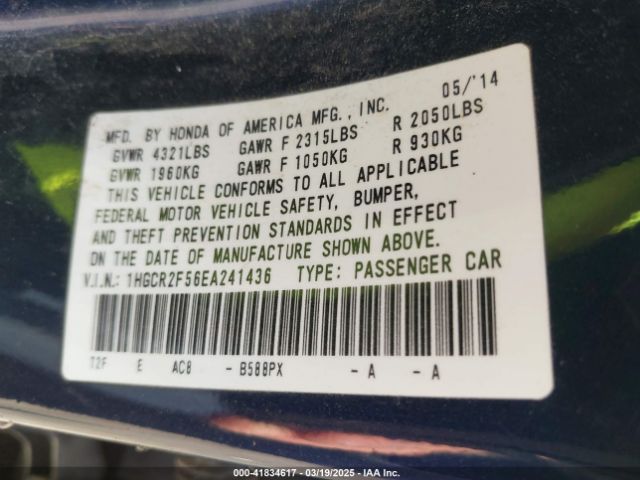 05/'14
MFD. BY HONDA OF AMERICA MFG., INC.
GVWR 4321LBS GAWR F 2315LBS R 2050LBS
GVWR 1960KG GAWR F 1050KG R 930KG
THIS VEHICLE CONFORMS TO ALL APPLICABLE
FEDERAL MOTOR VEHICLE SAFETY, BUMPER,
AND THEFT PREVENTION STANDARDS IN EFFECT
ON THE DATE OF MANUFACTURE SHOWN ABOVE.
V.I.N.: 1HGCR2F56EA241436 TYPE: PASSENGER CAR
T2F E AC8 - B588PX - A - A
000-41834617 - 03/19/2025 - IAA Inc.